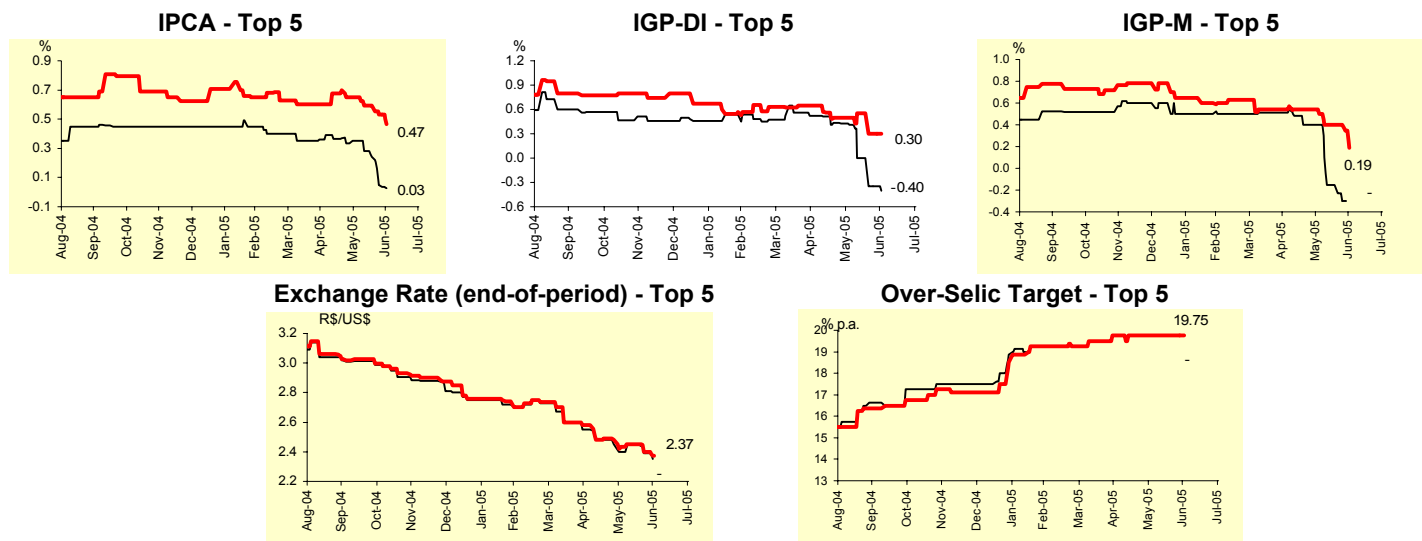 IPCA - Top 5
%
0.9
0.7
0.5
0.3
0.1
-0.1
0.47
0.03
Aug-04
Sep-04
Oct-04
Nov-04
Dec-04
Jan-05
Feb-05
Mar-05
Apr-05
May-05
Jun-05
Jul-05
IGP-DI - Top 5
%
1.2
0.9
0.6
0.3
0.0
-0.3
-0.6
0.30
-0.40
Aug-04
Sep-04
Oct-04
Nov-04
Dec-04
Jan-05
Feb-05
Mar-05
Apr-05
May-05
Jun-05
Jul-05
IGP-M - Top 5
%
1.0
0.8
0.6
0.4
0.2
0.0
-0.2
-0.4
0.19
-
Aug-04
Sep-04
Oct-04
Nov-04
Dec-04
Jan-05
Feb-05
Mar-05
Apr-05
May-05
Jun-05
Jul-05
Exchange Rate (end-of-period) - Top 5
R$/US$
3.2
3.0
2.8
2.6
2.4
2.2
2.37
-
Aug-04
Sep-04
Oct-04
Nov-04
Dec-04
Jan-05
Feb-05
Mar-05
Apr-05
May-05
Jun-05
Jul-05
Over-Selic Target - Top 5
% p.a.
20
19
18
17
16
15
14
13
19.75
-
Aug-04
Sep-04
Oct-04
Nov-04
Dec-04
Jan-05
Feb-05
Mar-05
Apr-05
May-05
Jun-05
Jul-05